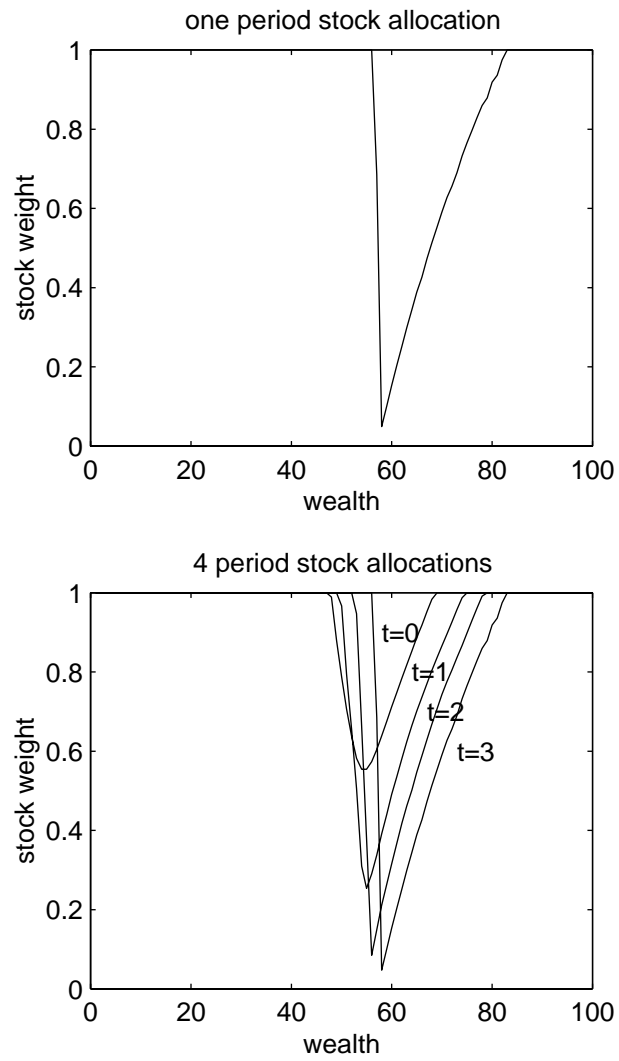 one period stock allocation
1
0.8
0.6
0.4
0.2
0
stock weight
0 20 40 60 80 100
wealth
4 period stock allocations
1
0.8
0.6
0.4
0.2
0
stock weight
t=0
t=1
t=2
t=3
0 20 40 60 80 100
wealth